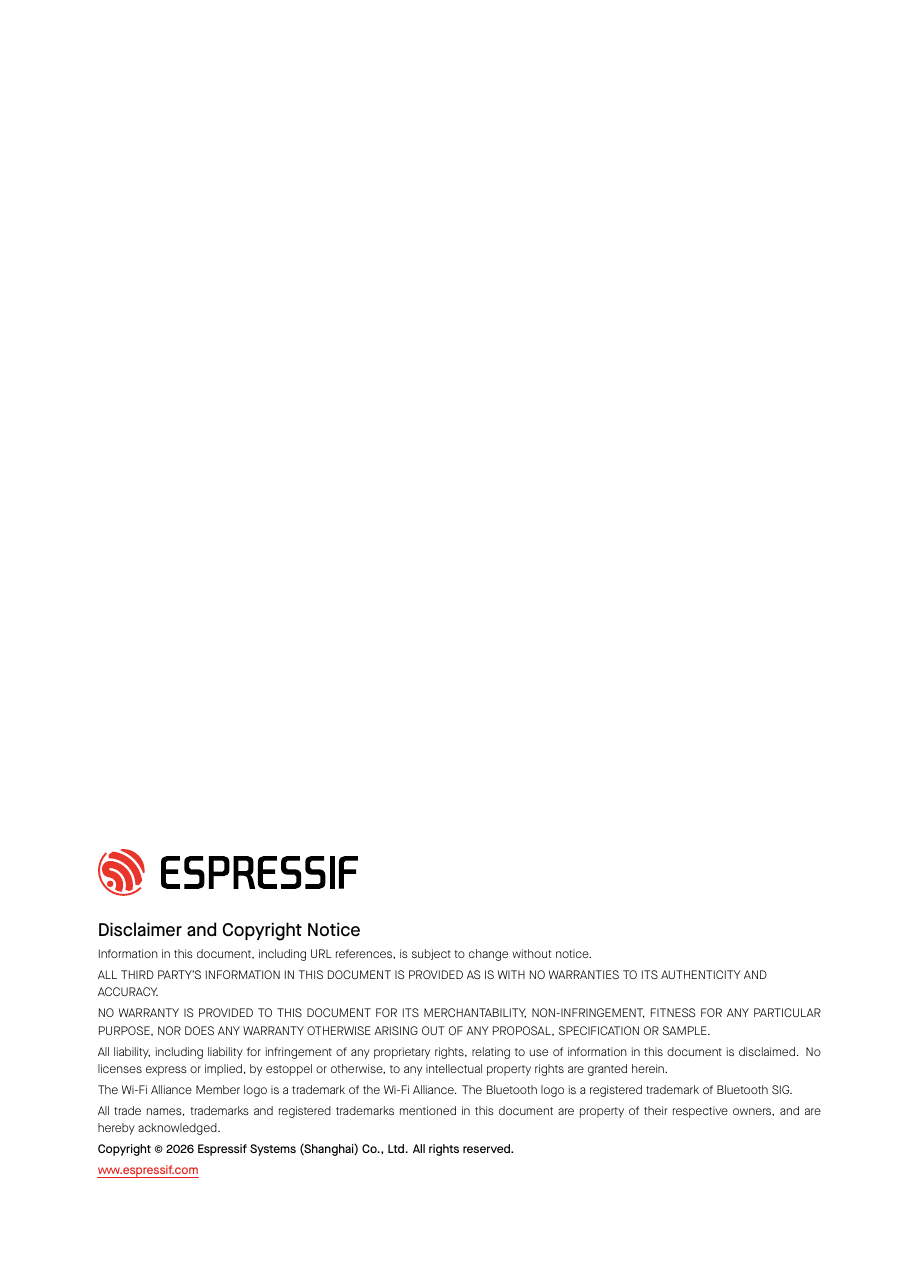 ESPRESSIF
Disclaimer and Copyright Notice
Information in this document, including URL references, is subject to change without notice.
ALL THIRD PARTY’S INFORMATION IN THIS DOCUMENT IS PROVIDED AS IS WITH NO WARRANTIES TO ITS AUTHENTICITY AND
ACCURACY.
NO WARRANTY IS PROVIDED TO THIS DOCUMENT FOR ITS MERCHANTABILITY, NON-INFRINGEMENT, FITNESS FOR ANY PARTICULAR
PURPOSE, NOR DOES ANY WARRANTY OTHERWISE ARISING OUT OF ANY PROPOSAL, SPECIFICATION OR SAMPLE.
All liability, including liability for infringement of any proprietary rights, relating to use of information in this document is disclaimed. No
licenses express or implied, by estoppel or otherwise, to any intellectual property rights are granted herein.
The Wi-Fi Alliance Member logo is a trademark of the Wi-Fi Alliance. The Bluetooth logo is a registered trademark of Bluetooth SIG.
All trade names, trademarks and registered trademarks mentioned in this document are property of their respective owners, and are
hereby acknowledged.
Copyright © 2026 Espressif Systems (Shanghai) Co., Ltd. All rights reserved.
www.espressif.com